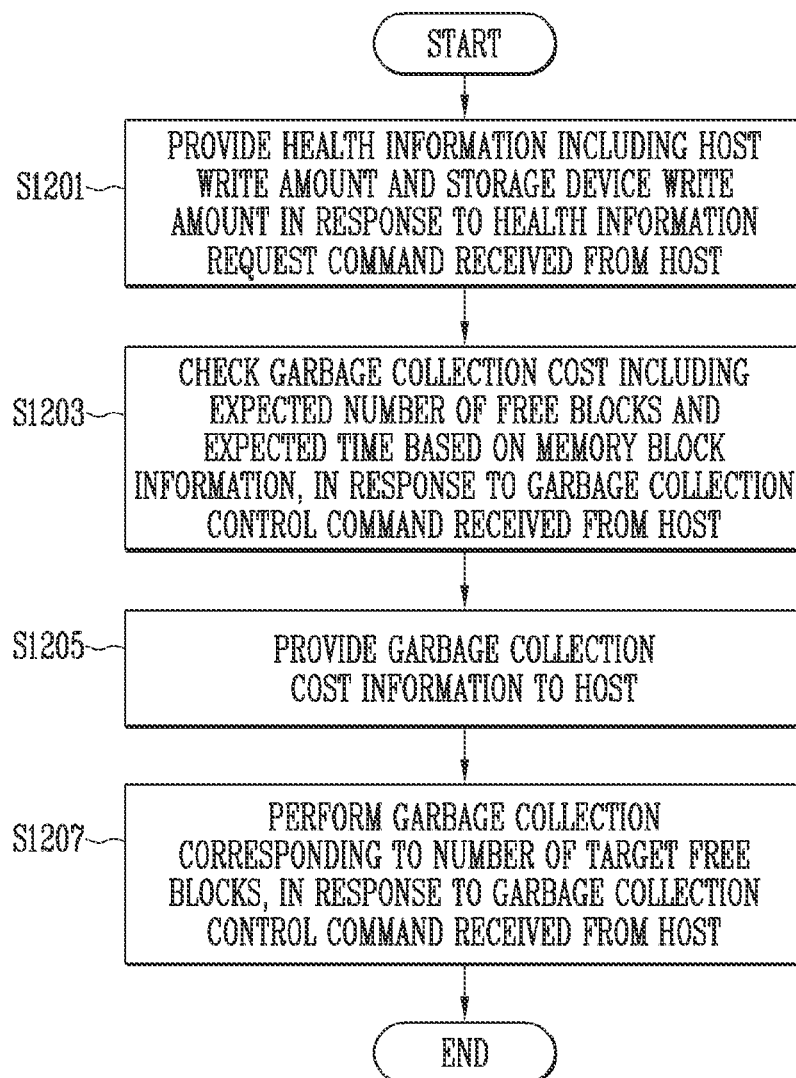 START
S1201
PROVIDE HEALTH INFORMATION INCLUDING HOST
WRITE AMOUNT AND STORAGE DEVICE WRITE
AMOUNT IN RESPONSE TO HEALTH INFORMATION
REQUEST COMMAND RECEIVED FROM HOST
S1203
CHECK GARBAGE COLLECTION COST INCLUDING
EXPECTED NUMBER OF FREE BLOCKS AND
EXPECTED TIME BASED ON MEMORY BLOCK
INFORMATION, IN RESPONSE TO GARBAGE COLLECTION
CONTROL COMMAND RECEIVED FROM HOST
S1205
PROVIDE GARBAGE COLLECTION
COST INFORMATION TO HOST
S1207
PERFORM GARBAGE COLLECTION
CORRESPONDING TO NUMBER OF TARGET FREE
BLOCKS, IN RESPONSE TO GARBAGE COLLECTION
CONTROL COMMAND RECEIVED FROM HOST
END